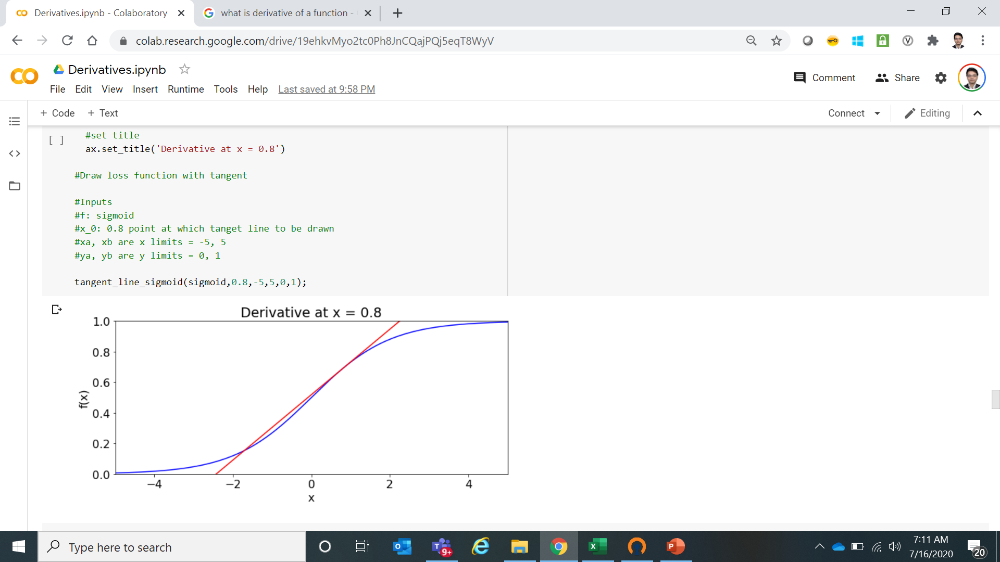 Derivatives.ipynb - Colaboratory
what is derivative of a function -
colab.research.google.com/drive/19ehkvMyo2tc0Ph8JnCQajPQj5eqT8WyV
Derivatives.ipynb
File Edit View Insert Runtime Tools Help Last saved at 9:58 PM
Comment Share
+ Code + Text
Connect Editing
[ ] #set title
ax.set_title('Derivative at x = 0.8')
#Draw loss function with tangent
#Inputs
#f: sigmoid
#x_0: 0.8 point at which tanget line to be drawn
#xa, xb are x limits = -5, 5
#ya, yb are y limits = 0, 1
tangent_line_sigmoid(sigmoid,0.8,-5,5,0,1);
Derivative at x = 0.8
1.0
0.8
0.6
f(x)
0.4
0.2
0.0
−4 −2 0 2 4
x
Type here to search
9+
7:11 AM
7/16/2020
20